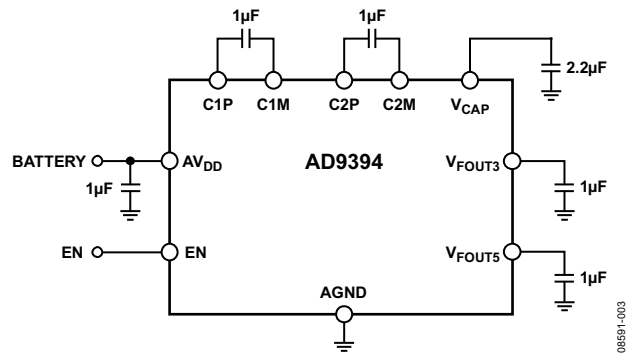 1µF
1µF
2.2µF
C1P
C1M
C2P
C2M
VCAP
BATTERY
AVDD
AD9394
VFOUT3
1µF
1µF
EN
EN
VFOUT5
1µF
AGND
08591-003